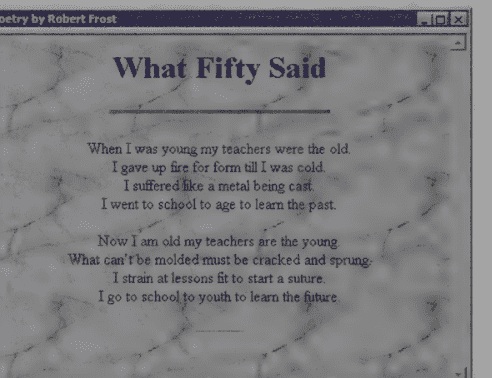 oetry by Robert Frost
What Fifty Said
When I was young my teachers were the old.
I gave up fire for form till I was cold.
I suffered like a metal being cast.
I went to school to age to learn the past.
Now I am old my teachers are the young.
What can't be molded must be cracked and sprung.
I strain at lessons fit to start a suture.
I go to school to youth to learn the future.